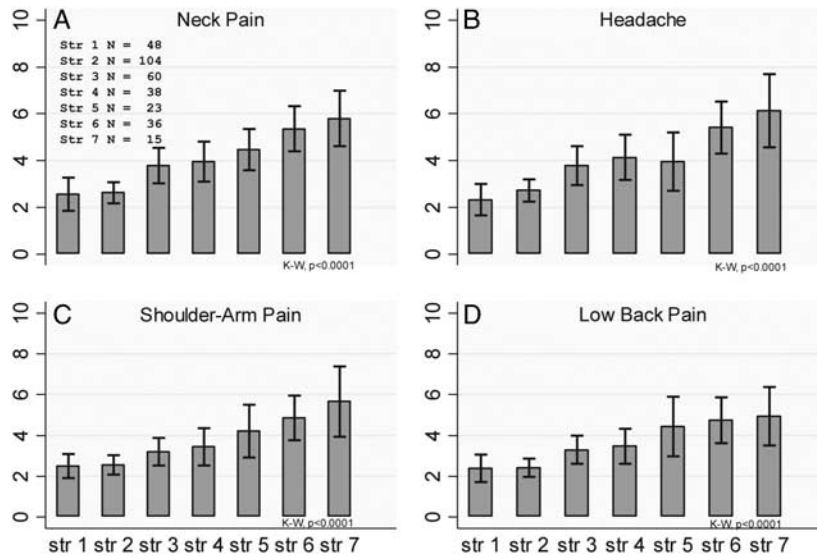 A
Neck Pain
Str 1 N = 48
Str 2 N = 104
Str 3 N = 60
Str 4 N = 38
Str 5 N = 23
Str 6 N = 36
Str 7 N = 15
10
8
6
4
2
0
K-W, p<0.0001
B
Headache
10
8
6
4
2
0
K-W, p<0.0001
C
Shoulder-Arm Pain
10
8
6
4
2
0
K-W, p<0.0001
str 1 str 2 str 3 str 4 str 5 str 6 str 7
D
Low Back Pain
10
8
6
4
2
0
K-W, p<0.0001
str 1 str 2 str 3 str 4 str 5 str 6 str 7